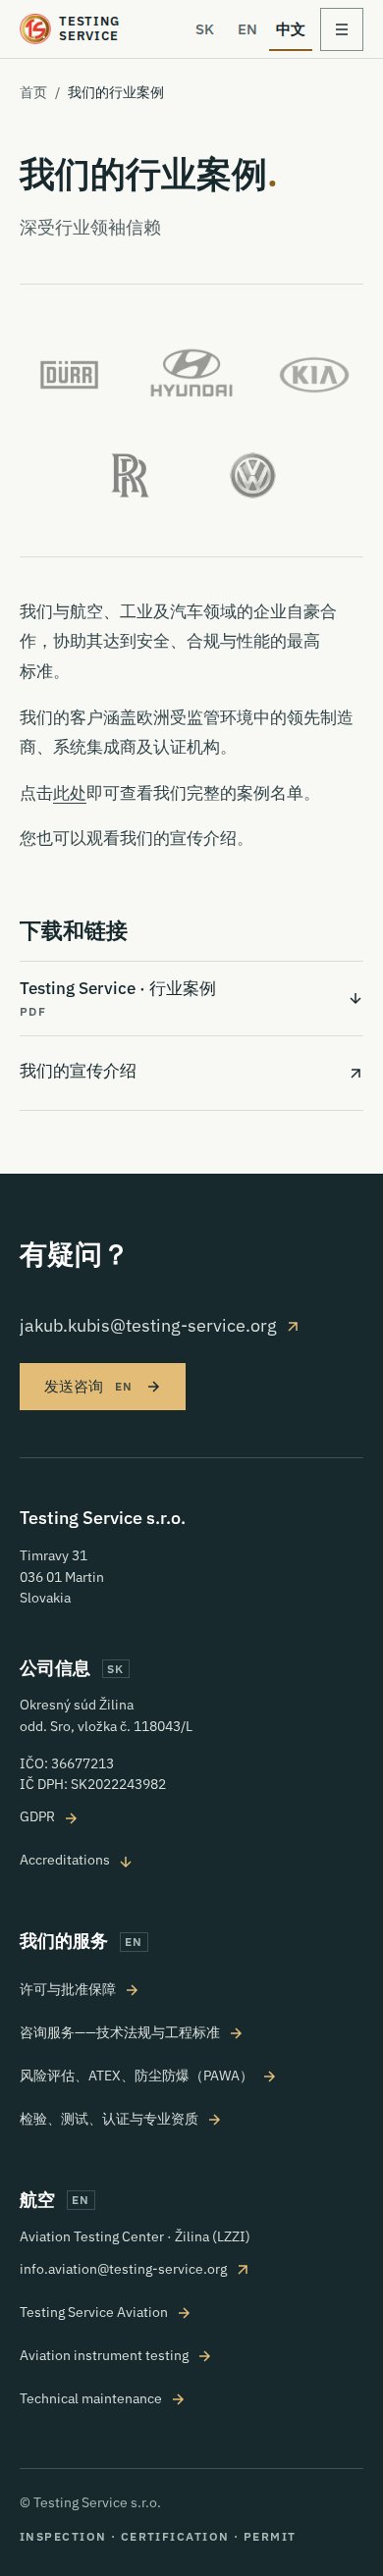 TESTING
SERVICE
SK EN 中文
首页 / 我们的行业案例
我们的行业案例.
深受行业领袖信赖
DÜRR
HYUNDAI
KIA
RR
VW
我们与航空、工业及汽车领域的企业自豪合
作，协助其达到安全、合规与性能的最高
标准。
我们的客户涵盖欧洲受监管环境中的领先制造
商、系统集成商及认证机构。
点击此处即可查看我们完整的案例名单。
您也可以观看我们的宣传介绍。
下载和链接
Testing Service · 行业案例
PDF
我们的宣传介绍
有疑问？
jakub.kubis@testing-service.org
发送咨询 EN
Testing Service s.r.o.
Timravy 31
036 01 Martin
Slovakia
公司信息 SK
Okresný súd Žilina
odd. Sro, vložka č. 118043/L
IČO: 36677213
IČ DPH: SK2022243982
GDPR
Accreditations
我们的服务 EN
许可与批准保障
咨询服务——技术法规与工程标准
风险评估、ATEX、防尘防爆（PAWA）
检验、测试、认证与专业资质
航空 EN
Aviation Testing Center · Žilina (LZZI)
info.aviation@testing-service.org
Testing Service Aviation
Aviation instrument testing
Technical maintenance
© Testing Service s.r.o.
INSPECTION · CERTIFICATION · PERMIT